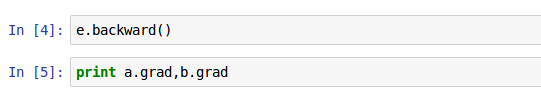 In [4]: e.backward()
In [5]: print a.grad,b.grad